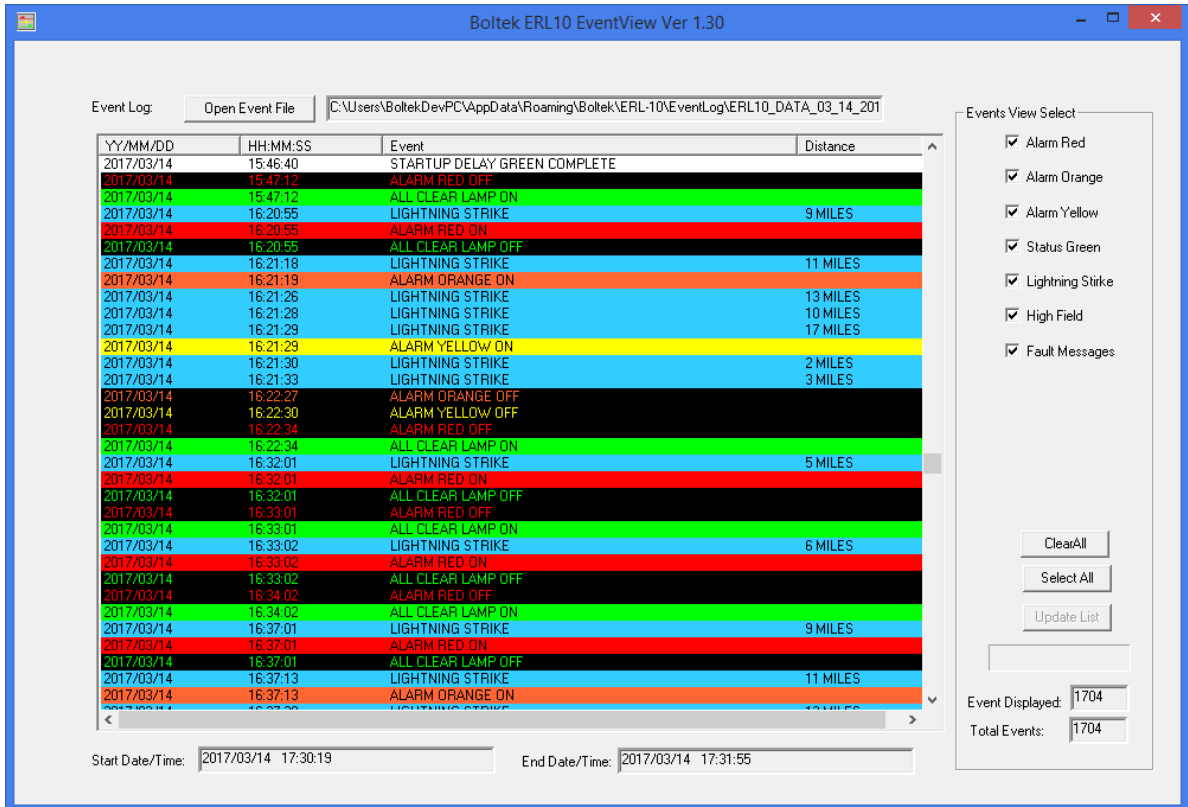 Boltek ERL10 EventView Ver 1.30
Event Log: Open Event File C:\Users\BoltekDevPC\AppData\Roaming\Boltek\ERL-10\EventLog\ERL10_DATA_03_14_201
YY/MM/DD HH:MM:SS Event Distance
2017/03/14 15:46:40 STARTUP DELAY GREEN COMPLETE
2017/03/14 15:47:12 ALARM RED OFF
2017/03/14 15:47:12 ALL CLEAR LAMP ON
2017/03/14 16:20:55 LIGHTNING STRIKE 9 MILES
2017/03/14 16:20:55 ALARM RED ON
2017/03/14 16:20:55 ALL CLEAR LAMP OFF
2017/03/14 16:21:18 LIGHTNING STRIKE 11 MILES
2017/03/14 16:21:19 ALARM ORANGE ON
2017/03/14 16:21:26 LIGHTNING STRIKE 13 MILES
2017/03/14 16:21:28 LIGHTNING STRIKE 10 MILES
2017/03/14 16:21:29 LIGHTNING STRIKE 17 MILES
2017/03/14 16:21:29 ALARM YELLOW ON
2017/03/14 16:21:30 LIGHTNING STRIKE 2 MILES
2017/03/14 16:21:33 LIGHTNING STRIKE 3 MILES
2017/03/14 16:22:27 ALARM ORANGE OFF
2017/03/14 16:22:30 ALARM YELLOW OFF
2017/03/14 16:22:34 ALARM RED OFF
2017/03/14 16:22:34 ALL CLEAR LAMP ON
2017/03/14 16:32:01 LIGHTNING STRIKE 5 MILES
2017/03/14 16:32:01 ALARM RED ON
2017/03/14 16:32:01 ALL CLEAR LAMP OFF
2017/03/14 16:33:01 ALARM RED OFF
2017/03/14 16:33:01 ALL CLEAR LAMP ON
2017/03/14 16:33:02 LIGHTNING STRIKE 6 MILES
2017/03/14 16:33:02 ALARM RED ON
2017/03/14 16:33:02 ALL CLEAR LAMP OFF
2017/03/14 16:34:02 ALARM RED OFF
2017/03/14 16:34:02 ALL CLEAR LAMP ON
2017/03/14 16:37:01 LIGHTNING STRIKE 9 MILES
2017/03/14 16:37:01 ALARM RED ON
2017/03/14 16:37:01 ALL CLEAR LAMP OFF
2017/03/14 16:37:13 LIGHTNING STRIKE 11 MILES
2017/03/14 16:37:13 ALARM ORANGE ON
Start Date/Time: 2017/03/14 17:30:19
End Date/Time: 2017/03/14 17:31:55
Events View Select
Alarm Red
Alarm Orange
Alarm Yellow
Status Green
Lightning Stirke
High Field
Fault Messages
ClearAll
Select All
Update List
Event Displayed: 1704
Total Events: 1704